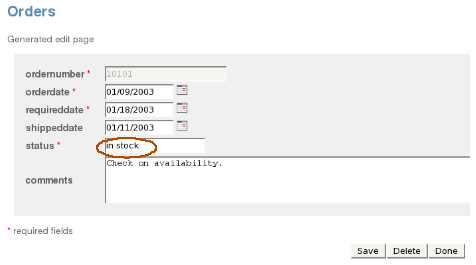 Orders
Generated edit page
ordernumber * 10101
orderdate * 01/09/2003
requireddate * 01/18/2003
shippeddate 01/11/2003
status * in stock
comments Check on availability.
* required fields
Save Delete Done